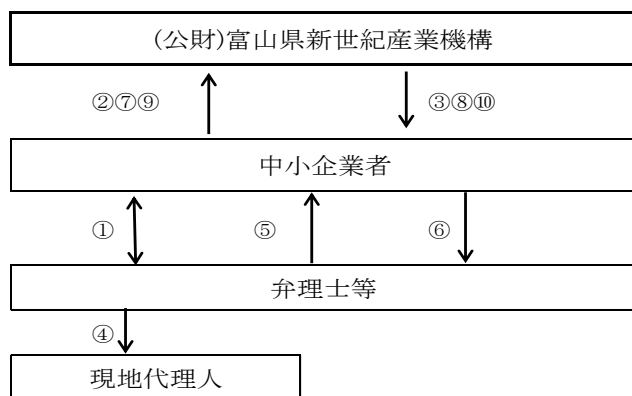 (公財)富山県新世紀産業機構
②⑦⑨ ③⑧⑩
中小企業者
① ⑤ ⑥
弁理士等
④
現地代理人